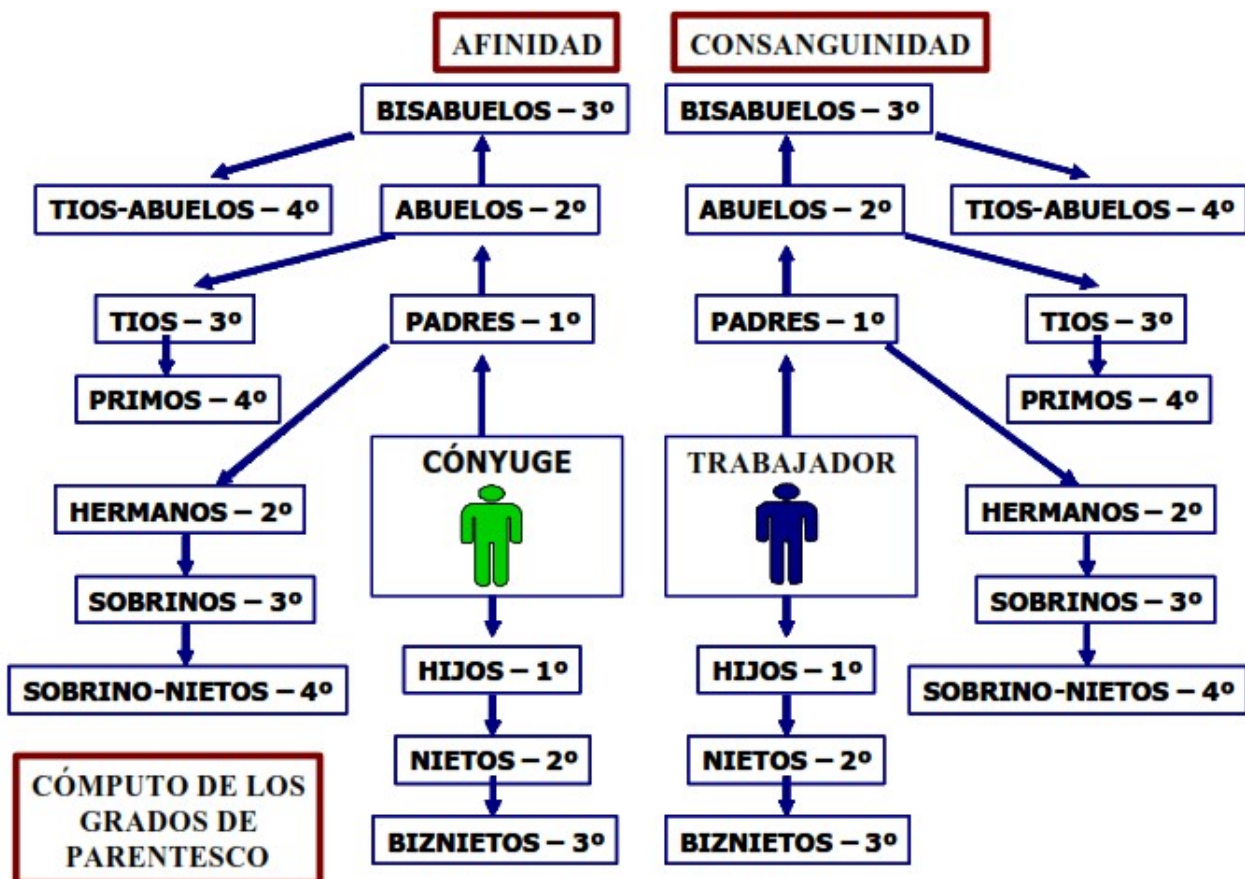 AFINIDAD
CONSANGUINIDAD
BISABUELOS – 3º
BISABUELOS – 3º
TIOS-ABUELOS – 4º
ABUELOS – 2º
ABUELOS – 2º
TIOS-ABUELOS – 4º
TIOS – 3º
PADRES – 1º
PADRES – 1º
TIOS – 3º
PRIMOS – 4º
PRIMOS – 4º
CÓNYUGE
TRABAJADOR
HERMANOS – 2º
HERMANOS – 2º
SOBRINOS – 3º
SOBRINOS – 3º
HIJOS – 1º
HIJOS – 1º
SOBRINO-NIETOS – 4º
SOBRINO-NIETOS – 4º
NIETOS – 2º
NIETOS – 2º
CÓMPUTO DE LOS
GRADOS DE
PARENTESCO
BIZNIETOS – 3º
BIZNIETOS – 3º